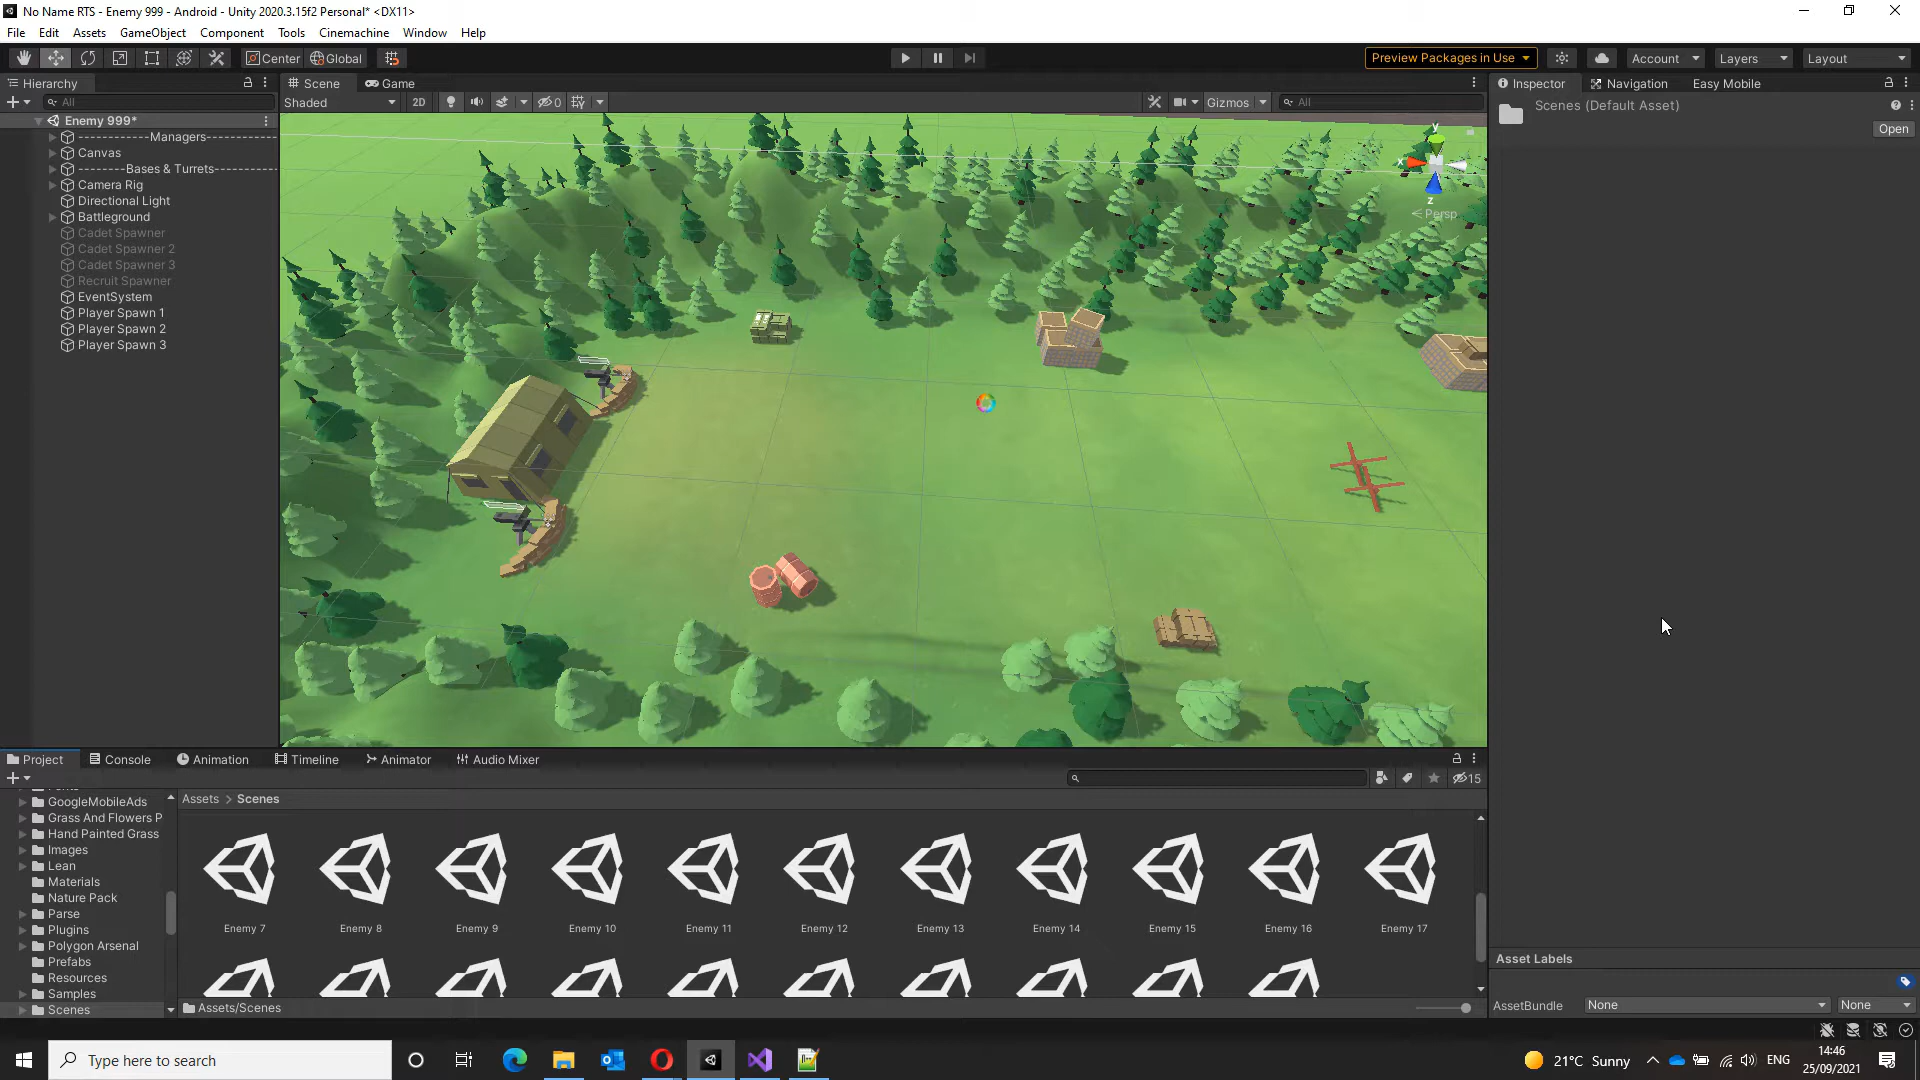 No Name RTS - Enemy 999 - Android - Unity 2020.3.15f2 Personal* <DX11>
File Edit Assets GameObject Component Tools Cinemachine Window Help
Center Global Preview Packages in Use Account Layers Layout
Hierarchy Scene Game Inspector Navigation Easy Mobile
All Shaded 2D 0 Gizmos All Scenes (Default Asset)
Open
Enemy 999*
------------Managers------------
Canvas
--------Bases & Turrets----------
Camera Rig
Directional Light
Battleground
Cadet Spawner
Cadet Spawner 2
Cadet Spawner 3
Recruit Spawner
EventSystem
Player Spawn 1
Player Spawn 2
Player Spawn 3
y
x
z
< Persp
Project Console Animation Timeline Animator Audio Mixer
15
GoogleMobileAds
Grass And Flowers P
Hand Painted Grass
Images
Lean
Materials
Nature Pack
Parse
Plugins
Polygon Arsenal
Prefabs
Resources
Samples
Scenes
Assets > Scenes
Enemy 7 Enemy 8 Enemy 9 Enemy 10 Enemy 11 Enemy 12 Enemy 13 Enemy 14 Enemy 15 Enemy 16 Enemy 17
Assets/Scenes
Asset Labels
AssetBundle None None
Type here to search
21°C Sunny ENG 14:46
25/09/2021